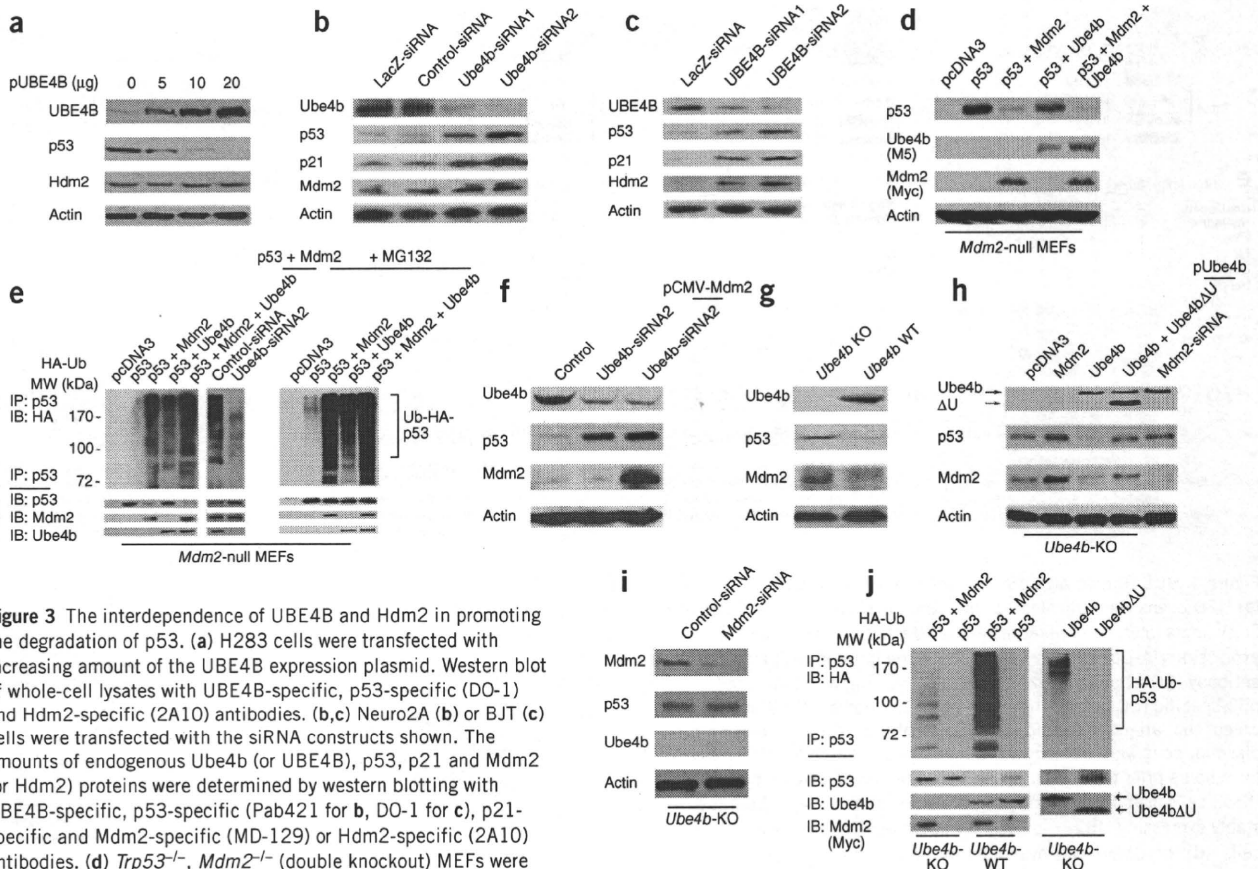 a
pUBE4B (µg) 0 5 10 20
UBE4B
p53
Hdm2
Actin
b
LacZ-siRNA
Control-siRNA
Ube4b-siRNA1
Ube4b-siRNA2
Ube4b
p53
p21
Mdm2
Actin
c
LacZ-siRNA
UBE4B-siRNA1
UBE4B-siRNA2
UBE4B
p53
p21
Hdm2
Actin
d
pcDNA3
p53
p53 + Mdm2
p53 + Ube4b
p53 + Mdm2 +
Ube4b
p53
Ube4b
(M5)
Mdm2
(Myc)
Actin
Mdm2-null MEFs
e
p53 + Mdm2
+ MG132
HA-Ub
pcDNA3
p53
p53 + Mdm2
p53 + Ube4b
p53 + Mdm2 + Ube4b
Control-siRNA
Ube4b-siRNA2
pcDNA3
p53
p53 + Mdm2
p53 + Ube4b
p53 + Mdm2 + Ube4b
MW (kDa)
IP: p53
IB: HA
170 -
100 -
72 -
Ub-HA-
p53
IP: p53
IB: p53
IB: Mdm2
IB: Ube4b
Mdm2-null MEFs
f
pCMV-Mdm2
Control
Ube4b-siRNA2
Ube4b-siRNA2
Ube4b
p53
Mdm2
Actin
g
Ube4b KO
Ube4b WT
Ube4b
p53
Mdm2
Actin
h
pUbe4b
pcDNA3
Mdm2
Ube4b
Ube4b + Ube4bΔU
Mdm2-siRNA
Ube4b
ΔU
p53
Mdm2
Actin
Ube4b-KO
i
Control-siRNA
Mdm2-siRNA
Mdm2
p53
Ube4b
Actin
Ube4b-KO
j
HA-Ub
p53 + Mdm2
p53
p53 + Mdm2
p53
Ube4b
Ube4bΔU
MW (kDa)
IP: p53
IB: HA
170 -
100 -
72 -
HA-Ub-
p53
IP: p53
IB: p53
IB: Ube4b
IB: Mdm2
(Myc)
Ube4b
Ube4bΔU
Ube4b-
KO
Ube4b-
WT
Ube4b-
KO
igure 3 The interdependence of UBE4B and Hdm2 in promoting
he degradation of p53. (a) H283 cells were transfected with
ncreasing amount of the UBE4B expression plasmid. Western blot
f whole-cell lysates with UBE4B-specific, p53-specific (DO-1)
nd Hdm2-specific (2A10) antibodies. (b,c) Neuro2A (b) or BJT (c)
ells were transfected with the siRNA constructs shown. The
mounts of endogenous Ube4b (or UBE4B), p53, p21 and Mdm2
or Hdm2) proteins were determined by western blotting with
BE4B-specific, p53-specific (Pab421 for b, DO-1 for c), p21-
pecific and Mdm2-specific (MD-129) or Hdm2-specific (2A10)
ntibodies. (d) Trp53–/–, Mdm2–/– (double knockout) MEFs were